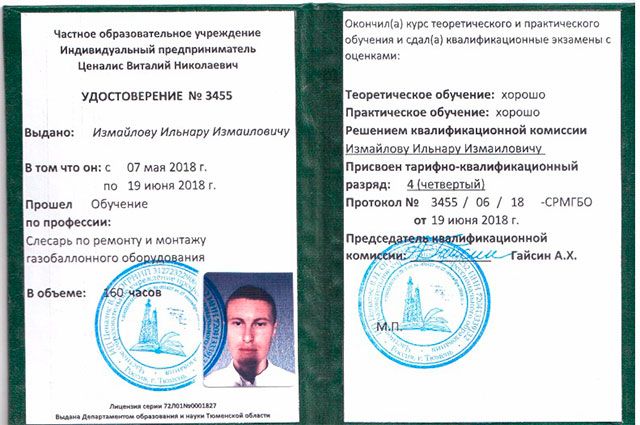 Частное образовательное учреждение
Индивидуальный предприниматель
Ценалис Виталий Николаевич
УДОСТОВЕРЕНИЕ № 3455
Выдано: Измайлову Ильнару Измаиловичу
В том что он: с 07 мая 2018 г.
по 19 июня 2018 г.
Прошел Обучение
по профессии:
Слесарь по ремонту и монтажу
газобаллонного оборудования
В объеме: 160 часов
Россия, г. Тюмень
Лицензия серии 72Л01№0001827
Выдана Департаментом образования и науки Тюменской области
Окончил(а) курс теоретического и практического
обучения и сдал(а) квалификационные экзамены с
оценками:
Теоретическое обучение: хорошо
Практическое обучение: хорошо
Решением квалификационной комиссии
Измайлову Ильнару Измаиловичу
Присвоен тарифно-квалификационный
разряд: 4 (четвертый)
Протокол № 3455 / 06 / 18 -СРМГБО
от 19 июня 2018 г.
Председатель квалификационной
комиссии: Гайсин А.Х.
М.П.
Россия, г. Тюмень